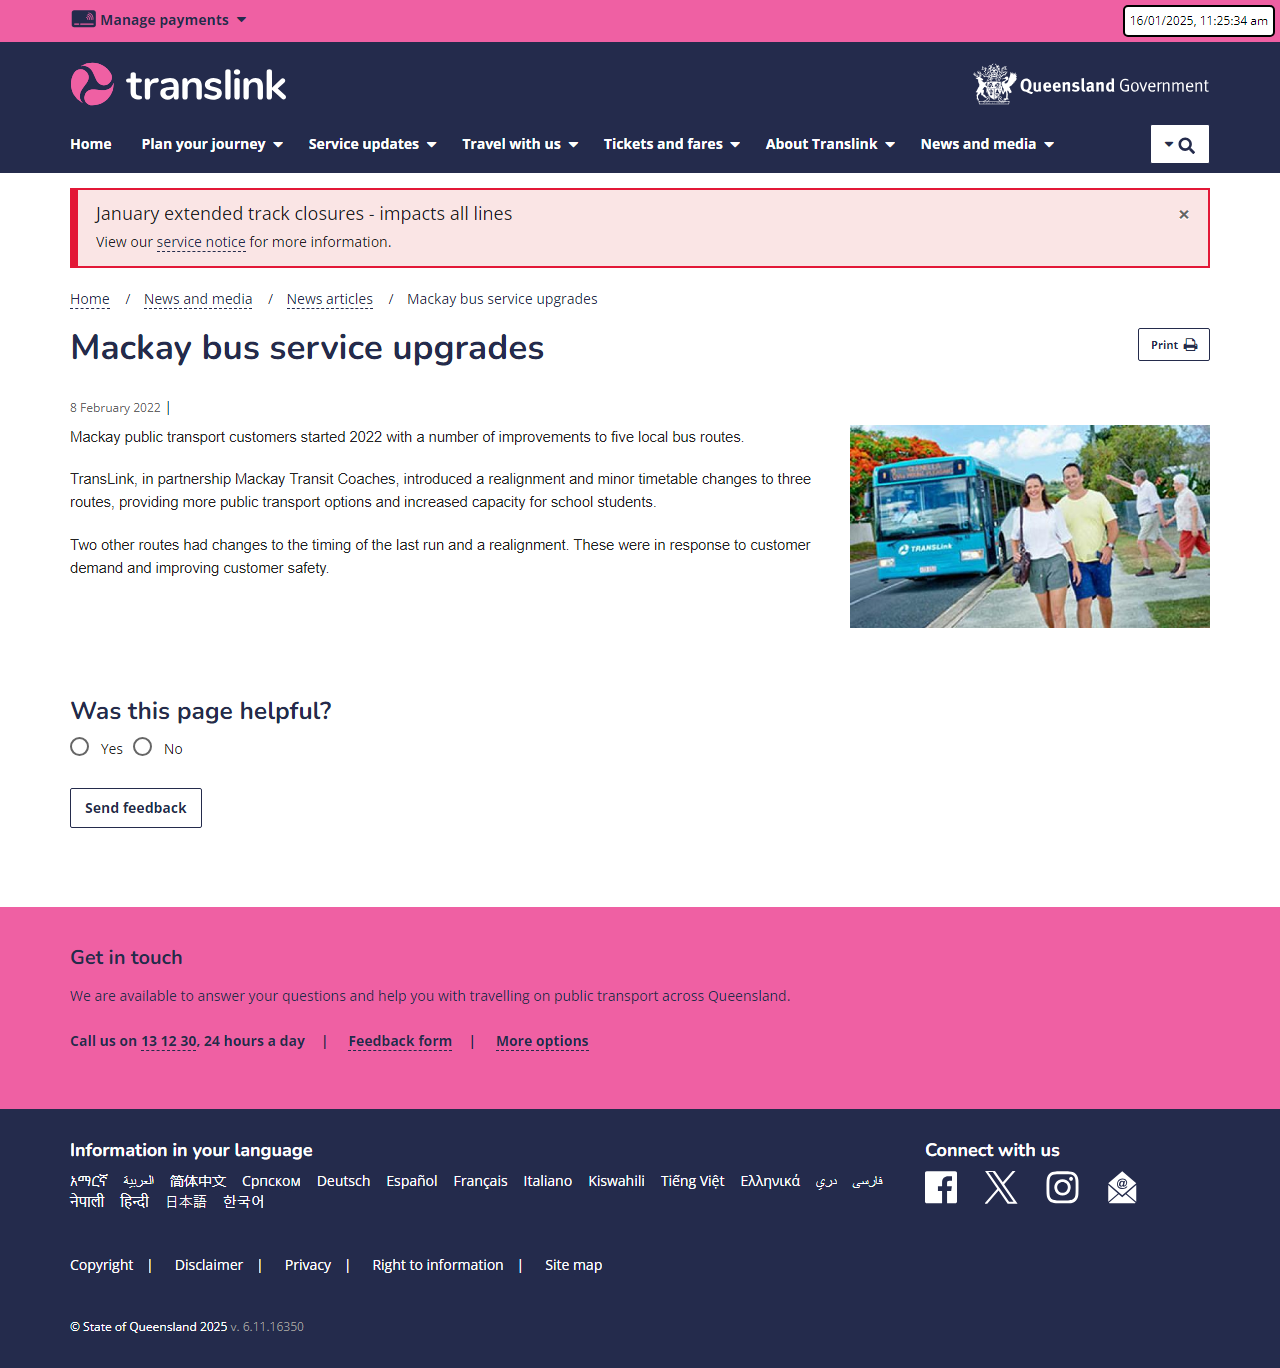 Manage payments
16/01/2025, 11:25:34 am
translink
Queensland Government
Home Plan your journey Service updates Travel with us Tickets and fares About Translink News and media
January extended track closures - impacts all lines ×
View our service notice for more information.
Home / News and media / News articles / Mackay bus service upgrades
Mackay bus service upgrades
Print
8 February 2022 |
Mackay public transport customers started 2022 with a number of improvements to five local bus routes.
TransLink, in partnership Mackay Transit Coaches, introduced a realignment and minor timetable changes to three
routes, providing more public transport options and increased capacity for school students.
Two other routes had changes to the timing of the last run and a realignment. These were in response to customer
demand and improving customer safety.
TRANSLink
Was this page helpful?
Yes No
Send feedback
Get in touch
We are available to answer your questions and help you with travelling on public transport across Queensland.
Call us on 13 12 30, 24 hours a day | Feedback form | More options
Information in your language
አማርኛ العربية 简体中文 Српском Deutsch Español Français Italiano Kiswahili Tiếng Việt Ελληνικά دري فارسی
नेपाली हिन्दी 日本語 한국어
Connect with us
Copyright | Disclaimer | Privacy | Right to information | Site map
© State of Queensland 2025 v. 6.11.16350